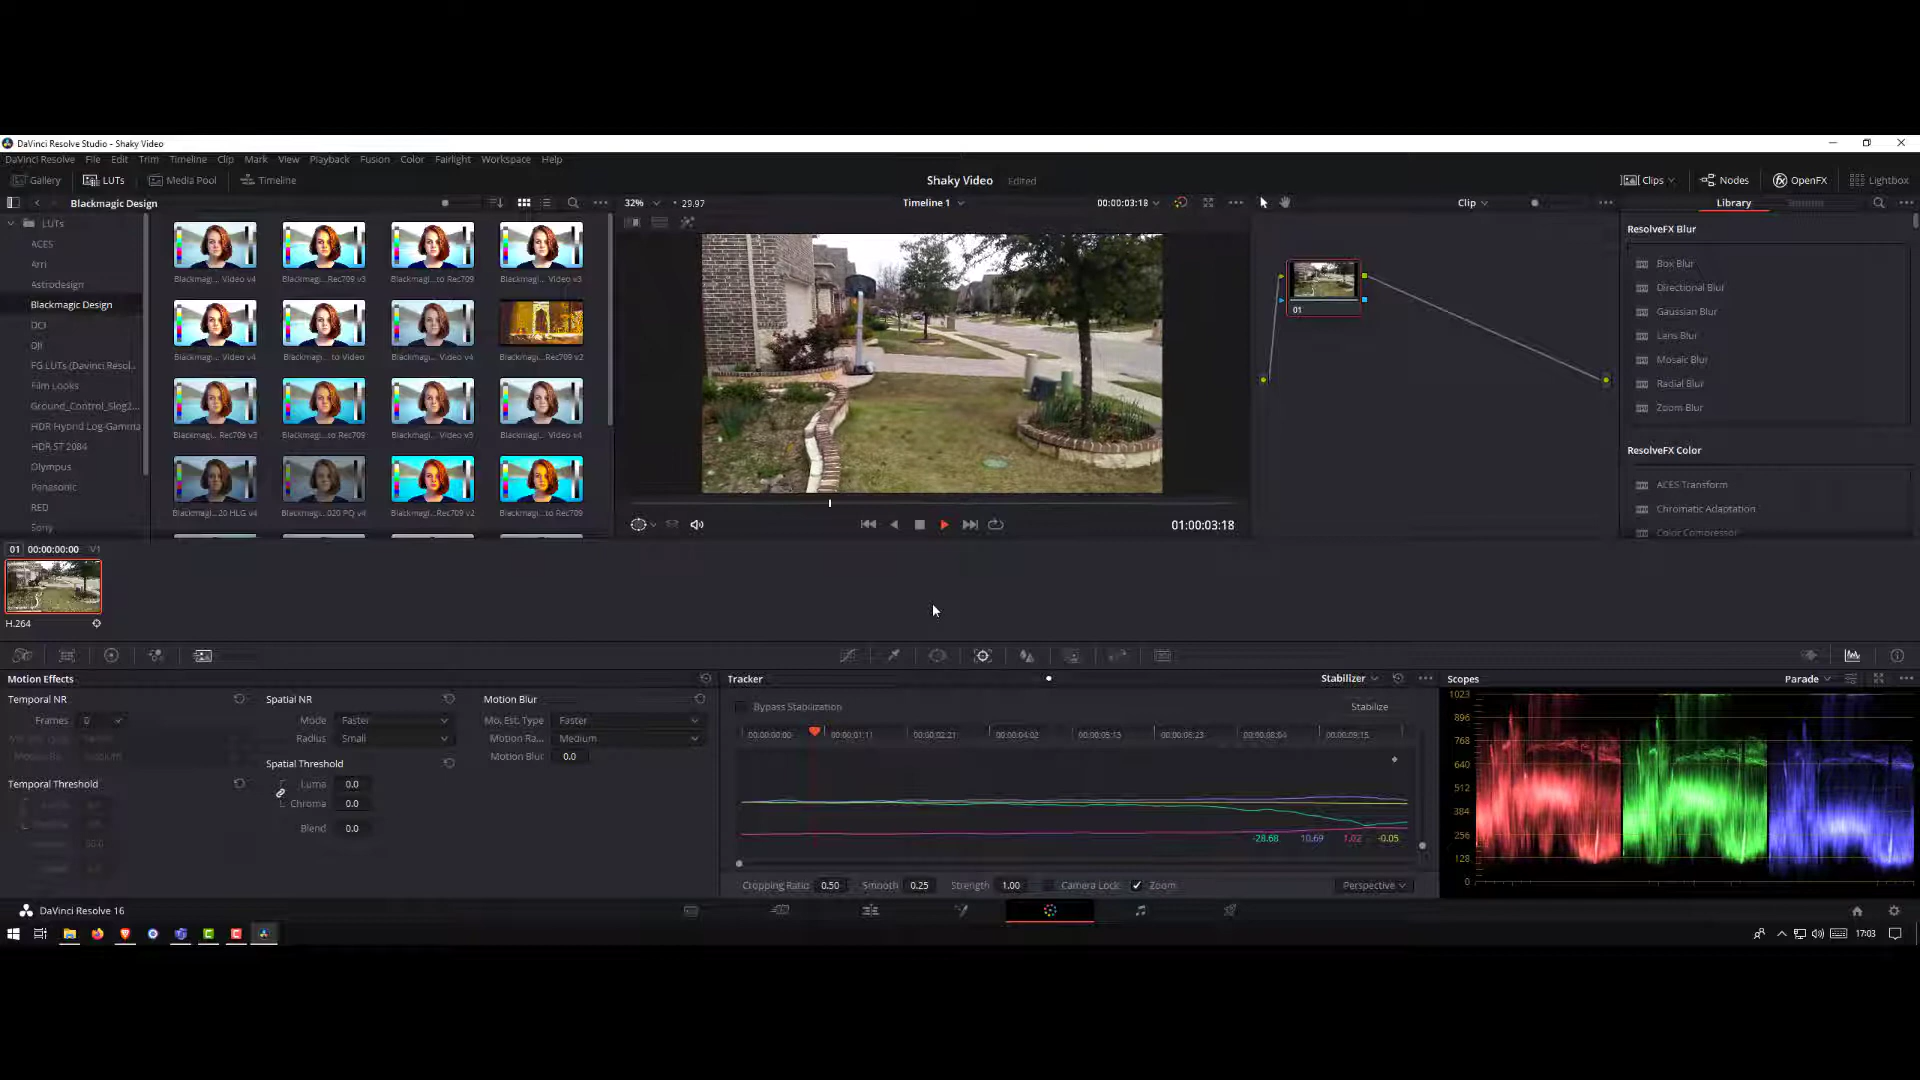 DaVinci Resolve Studio - Shaky Video
DaVinci Resolve File Edit Trim Timeline Clip Mark View Playback Fusion Color Fairlight Workspace Help
Gallery LUTs Media Pool Timeline Shaky Video Edited Clips Nodes OpenFX Lightbox
Blackmagic Design 32% 29.97 Timeline 1 00:00:03:18 Clip Library
LUTs
ACES
Arri
Astrodesign
Blackmagic Design
DCI
DJI
FG LUTs (Davinci Resol...
Film Looks
Ground_Control_Slog3...
HDR Hybrid Log-Gamma
HDR ST 2084
Olympus
Panasonic
RED
Sony
Blackmagi... Video v4 Blackmagi...Rec709 v3 Blackmagi...to Rec709 Blackmagi... Video v3
Blackmagi... Video v4 Blackmagi... to Video Blackmagi... Video v4 Blackmagi...Rec709 v2
Blackmagi...Rec709 v3 Blackmagi...to Rec709 Blackmagi... Video v3 Blackmagi... Video v4
Blackmagi...20 HLG v4 Blackmagi...020 PQ v4 Blackmagi...Rec709 v2 Blackmagi...to Rec709
01:00:03:18
01
ResolveFX Blur
Box Blur
Directional Blur
Gaussian Blur
Lens Blur
Mosaic Blur
Radial Blur
Zoom Blur
ResolveFX Color
ACES Transform
Chromatic Adaptation
Color Compressor
01 00:00:00:00 V1
H.264
Motion Effects
Temporal NR
Frames 0
Temporal Threshold
Spatial NR
Mode Faster
Radius Small
Spatial Threshold
Luma 0.0
Chroma 0.0
Blend 0.0
Motion Blur
Mo. Est. Type Faster
Motion Ra... Medium
Motion Blur 0.0
Tracker Stabilizer
Bypass Stabilization Stabilize
00:00:00:00 00:00:01:11 00:00:02:21 00:00:04:02 00:00:05:13 00:00:06:23 00:00:08:04 00:00:09:15
-28.68 10.69 1.02 -0.05
Cropping Ratio 0.50 Smooth 0.25 Strength 1.00 Camera Lock Zoom Perspective
Scopes Parade
1023
896
768
640
512
384
256
128
0
DaVinci Resolve 16
17:03